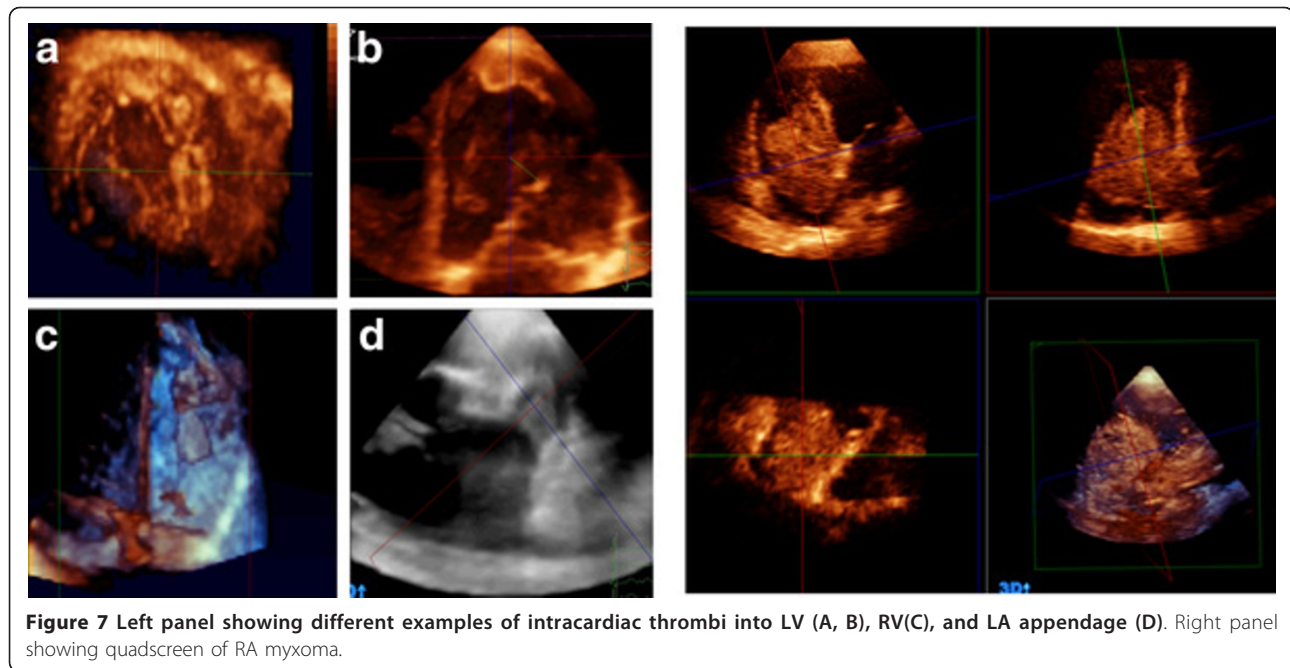 a
b
c
d
3D↑
Figure 7 Left panel showing different examples of intracardiac thrombi into LV (A, B), RV(C), and LA appendage (D). Right panel
showing quadscreen of RA myxoma.